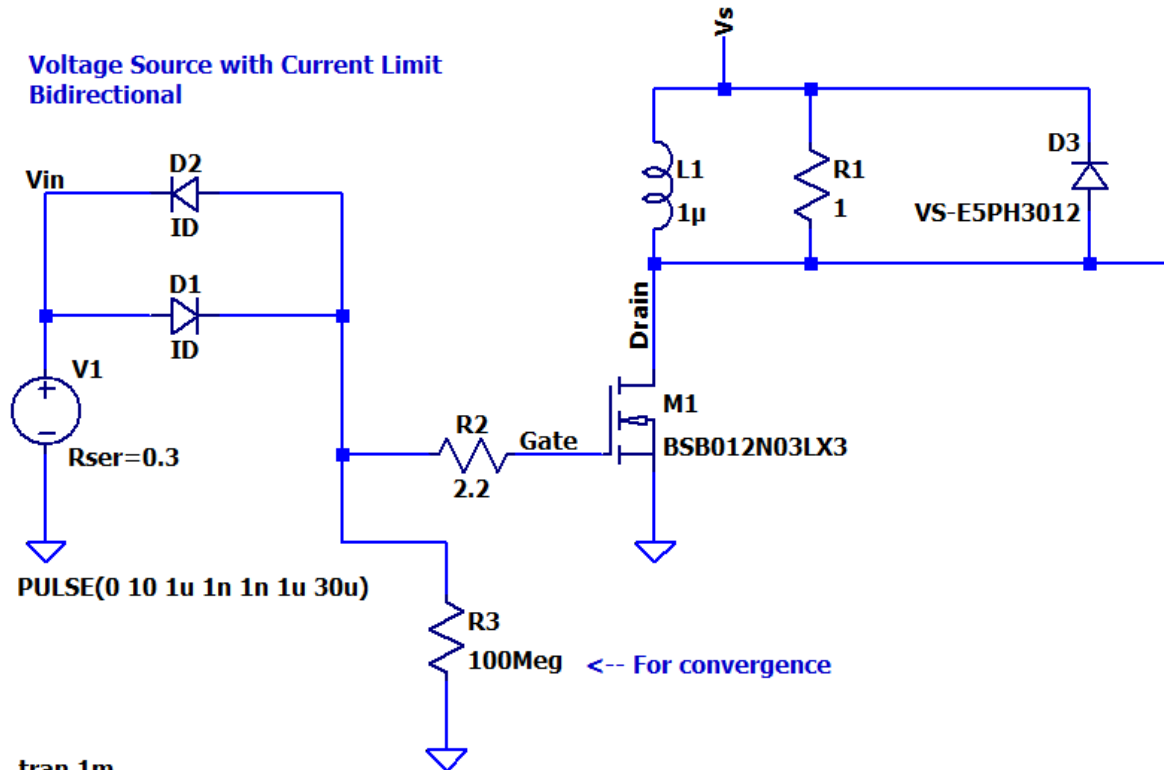 Vs
Voltage Source with Current Limit
Bidirectional
D2
Vin
ID
D3
L1
1µ
R1
1
VS-E5PH3012
D1
ID
Drain
V1
Rser=0.3
M1
BSB012N03LX3
R2
Gate
2.2
PULSE(0 10 1u 1n 1n 1u 30u)
R3
100Meg
<-- For convergence
tran 1m